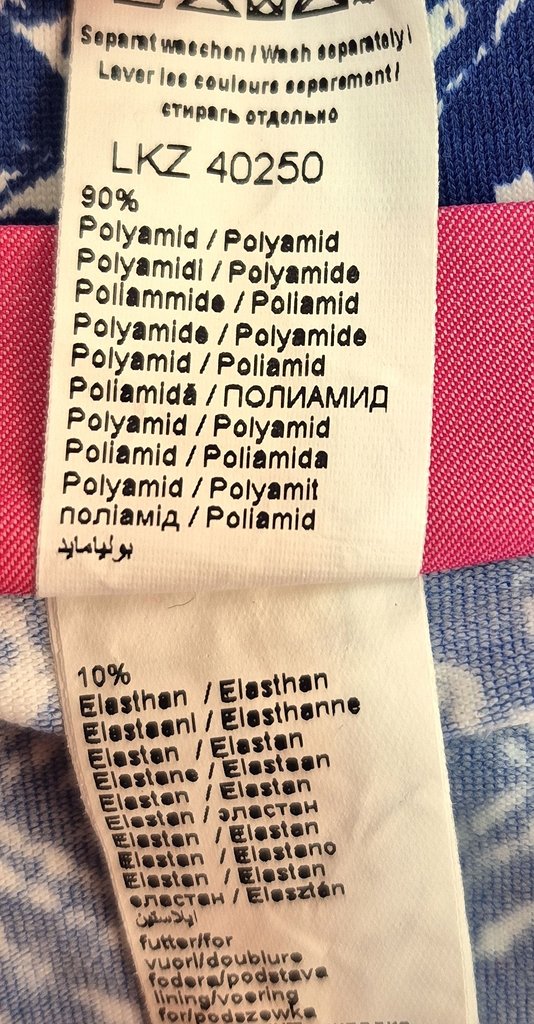 Separat waschen / Wash separately /
Laver les couleurs separement /
стирать отдельно
LKZ 40250
90%
Polyamid / Polyamid
Polyamidi / Polyamide
Poliammide / Poliamid
Polyamide / Polyamide
Polyamid / Poliamid
Poliamidă / ПОЛИАМИД
Polyamid / Polyamid
Poliamid / Poliamida
Polyamid / Polyamit
поліамід / Poliamid
بوليامايد
10%
Elasthan / Elasthan
Elastaani / Elasthanne
Elastan / Elastan
Elastane / Elastaan
Elastan / Elastan
Elastan / эластан
Elastan / Elastan
Elastan / Elastano
Elastan / Elastan
еластан / Elasztán
ايلاستين
futter/for
vuori/doublure
fodera/podstava
lining/voering
for/podszewka